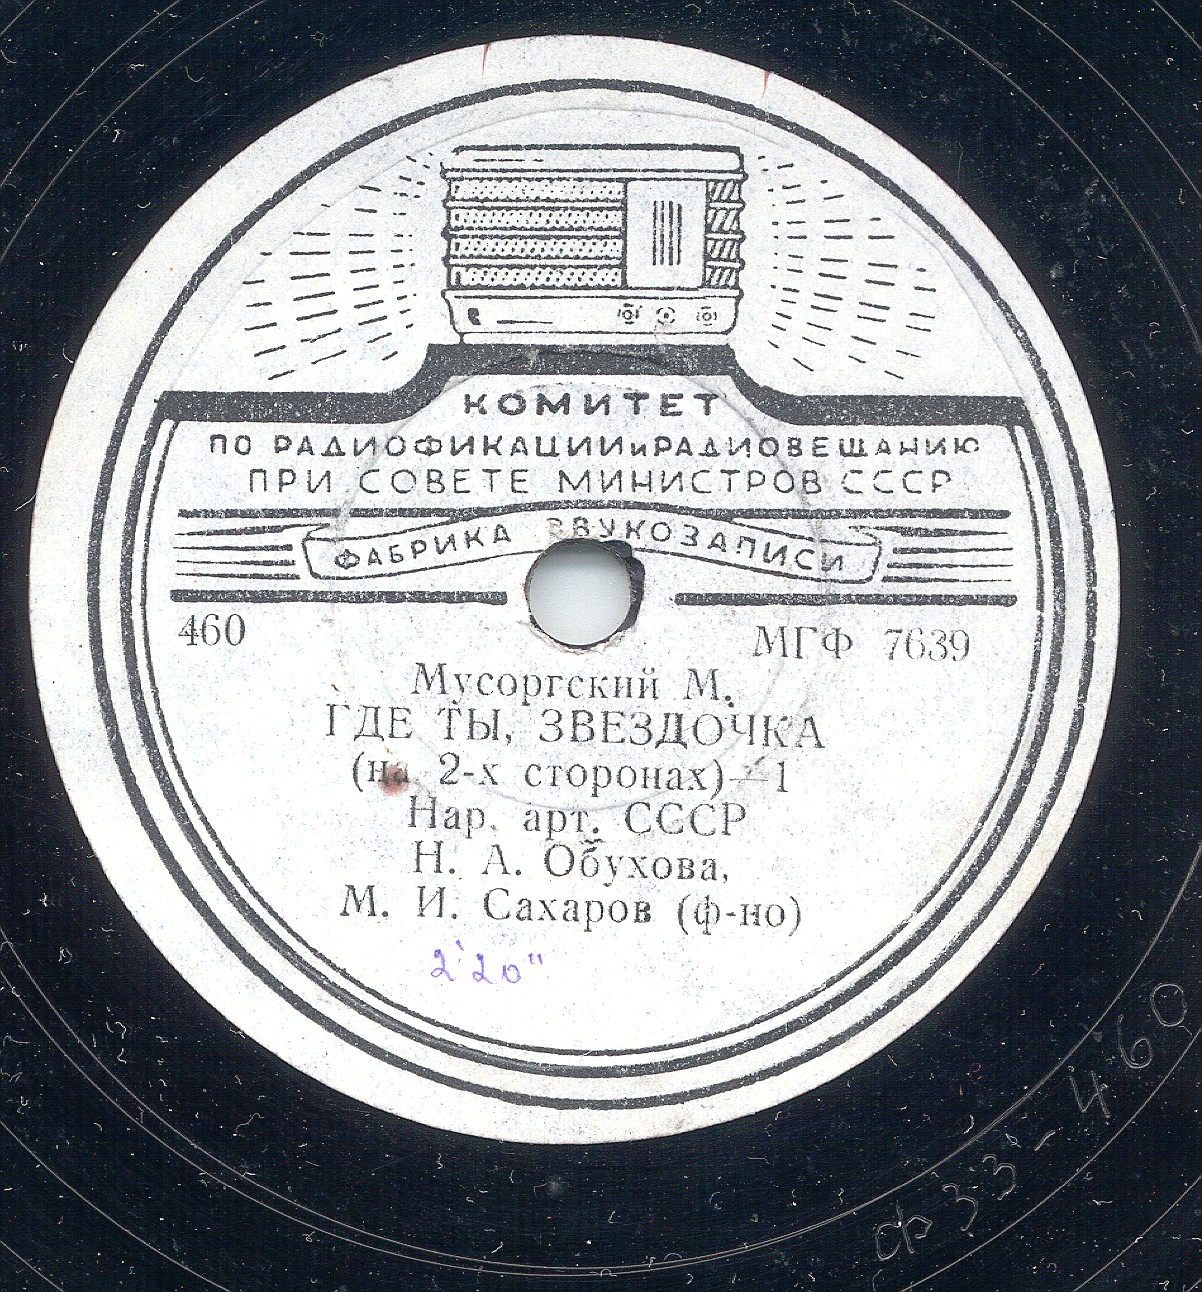 КОМИТЕТ
ПО РАДИОФИКАЦИИ и РАДИОВЕЩАНИЮ
ПРИ СОВЕТЕ МИНИСТРОВ СССР
ФАБРИКА ЗВУКОЗАПИСИ
460 МГФ 7639
Мусоргский М.
ГДЕ ТЫ, ЗВЕЗДОЧКА
(на 2-х сторонах)—1
Нар. арт. СССР
Н. А. Обухова,
М. И. Сахаров (ф-но)
2'20"
ФЗЗ-460